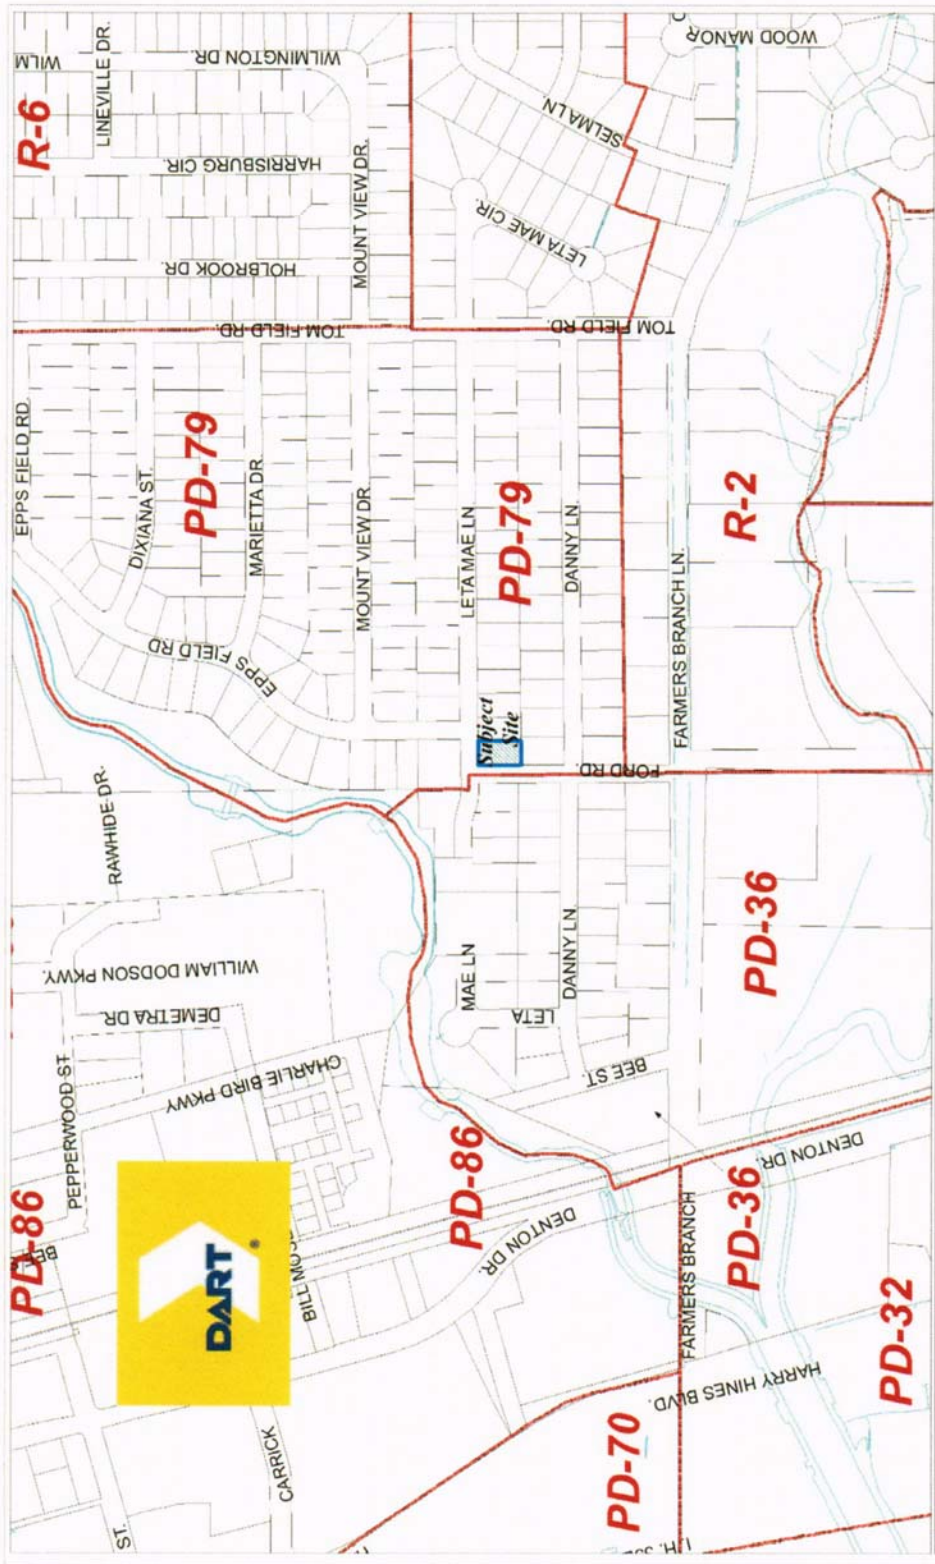 R-6
WILM
LINEVILLE DR.
WILMINGTON DR.
HARRISBURG CIR.
HOLBROOK DR.
MOUNT VIEW DR.
SELMA LN
WOOD MANOR
LETA MAE CIR.
TOM FIELD RD.
TOM FIELD RD.
EPPS FIELD RD.
DIXIANA ST.
PD-79
MARIETTA DR
EPPS FIELD RD
MOUNT VIEW DR
LETA MAE LN
PD-79
DANNY LN.
FARMERS BRANCH LN.
R-2
Subject
Site
FORD RD.
RAWHIDE DR.
WILLIAM DODSON PKWY.
DEMETRA DR.
PEPPERWOOD ST
CHARLIE BIRD PKWY
MAE LN
LETA
DANNY LN.
BEE ST.
PD-36
PD-86
BEE
DART
®
PD-86
DENTON DR.
DENTON DR.
PD-36
FARMERS BRANCH
HARRY HINES BLVD.
PD-32
PD-70
CARRICK
ST.